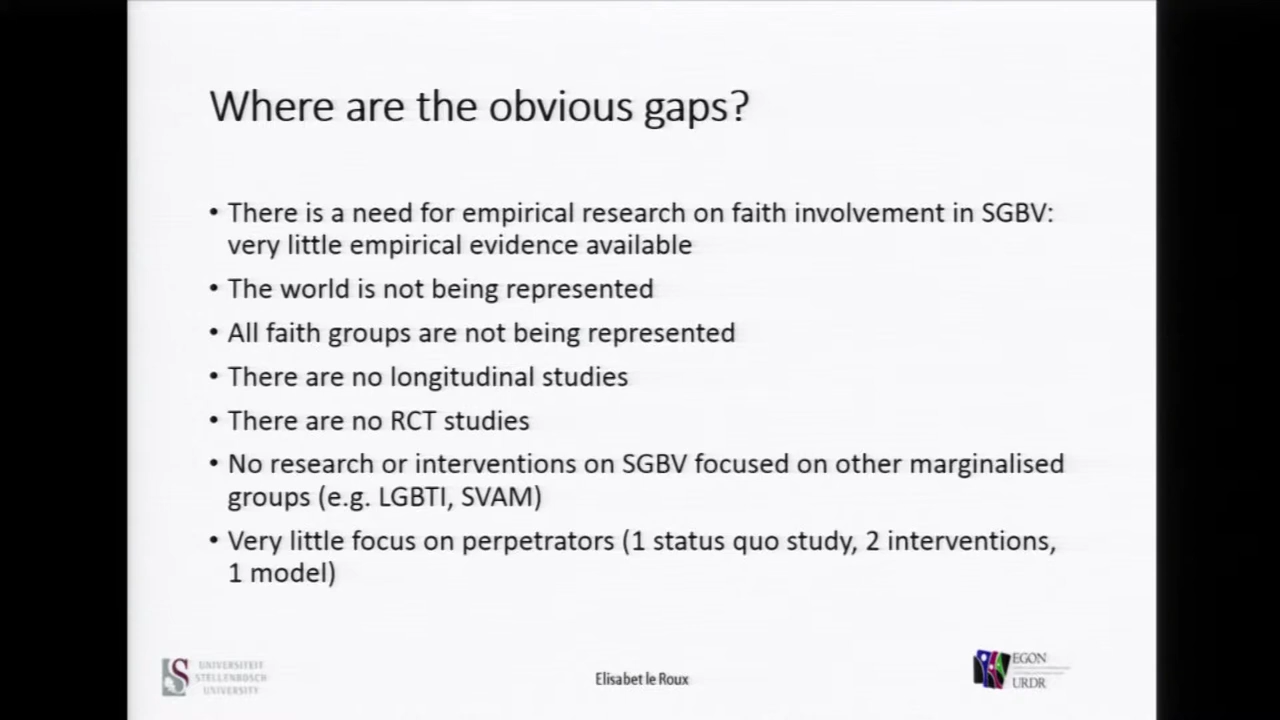 Where are the obvious gaps?
• There is a need for empirical research on faith involvement in SGBV:
very little empirical evidence available
• The world is not being represented
• All faith groups are not being represented
• There are no longitudinal studies
• There are no RCT studies
• No research or interventions on SGBV focused on other marginalised
groups (e.g. LGBTI, SVAM)
• Very little focus on perpetrators (1 status quo study, 2 interventions,
1 model)
UNIVERSITEIT
STELLENBOSCH
UNIVERSITY
Elisabet le Roux
EGON
URDR